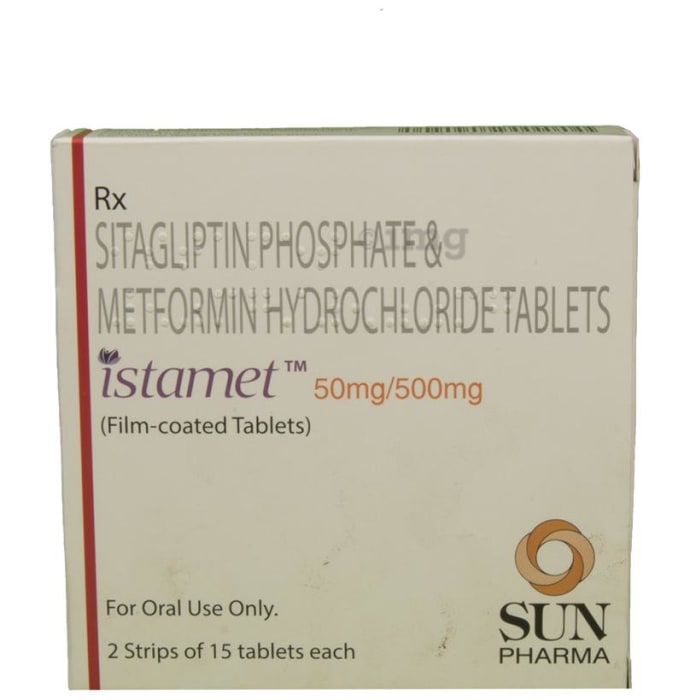 Rx
SITAGLIPTIN PHOSPHATE &
METFORMIN HYDROCHLORIDE TABLETS
istamet™ 50mg/500mg
(Film-coated Tablets)
For Oral Use Only.
2 Strips of 15 tablets each
SUN
PHARMA